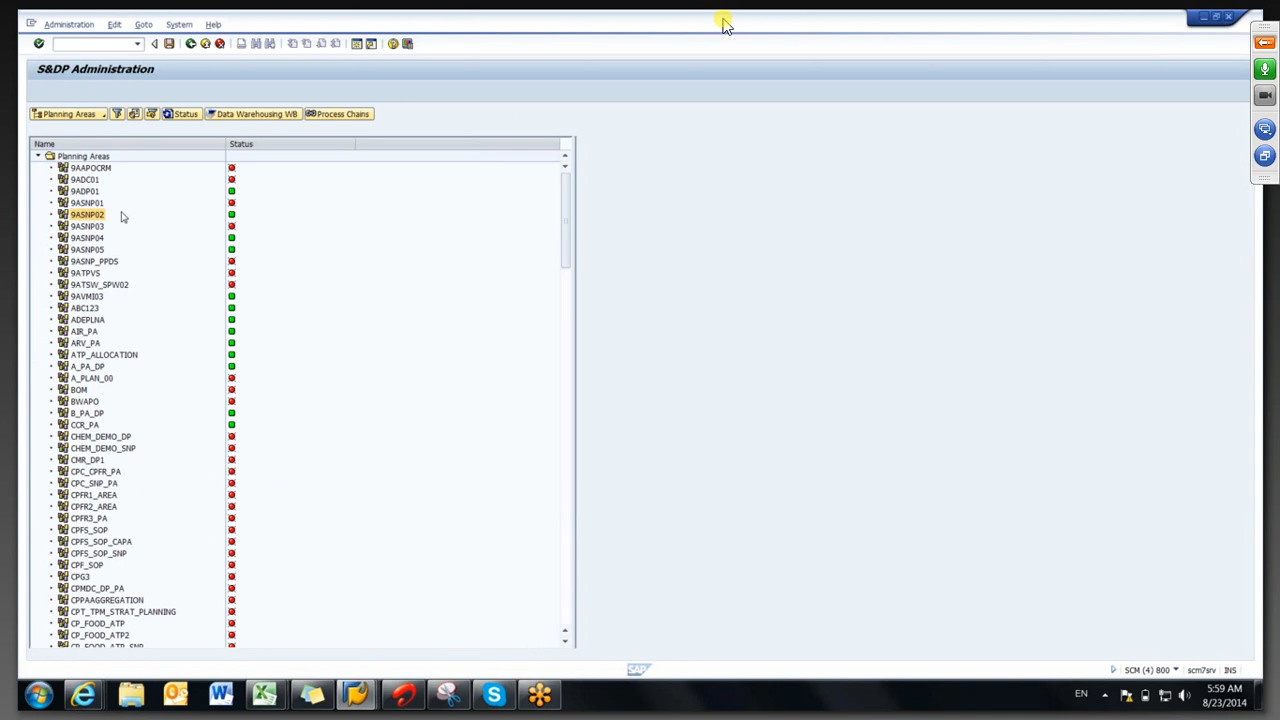 Administration Edit Goto System Help
S&DP Administration
Planning Areas Status Data Warehousing WB Process Chains
Name Status
Planning Areas
9AAPOCRM
9ADC01
9ADP01
9ASNP01
9ASNP02
9ASNP03
9ASNP04
9ASNP05
9ASNP_PPDS
9ATPVS
9ATSW_SPW02
9AVMI03
ABC123
ADEPLNA
AIR_PA
ARV_PA
ATP_ALLOCATION
A_PA_DP
A_PLAN_00
BOM
BWAPO
B_PA_DP
CCR_PA
CHEM_DEMO_DP
CHEM_DEMO_SNP
CMR_DP1
CPC_CPFR_PA
CPC_SNP_PA
CPFR1_AREA
CPFR2_AREA
CPFR3_PA
CPFS_SOP
CPFS_SOP_CAPA
CPFS_SOP_SNP
CPF_SOP
CPG3
CPMDC_DP_PA
CPPAAGGREGATION
CPT_TPM_STRAT_PLANNING
CP_FOOD_ATP
CP_FOOD_ATP2
CP_FOOD_ATP_SNP
SAP
SCM (4) 800 scm7srv INS
EN
5:59 AM
8/23/2014